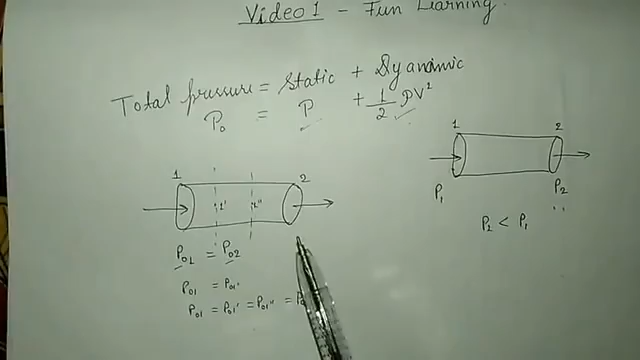 Video 1 - Fun Learning.
Total pressure = Static + Dyanamic
P₀ = P + 1/2 ρV²
1 2
1' 1''
P₀₁ = P₀₂
P₀₁ = P₀₁'
P₀₁ = P₀₁' = P₀₁'' = P₀
1 2
P₁ P₂
P₂ < P₁